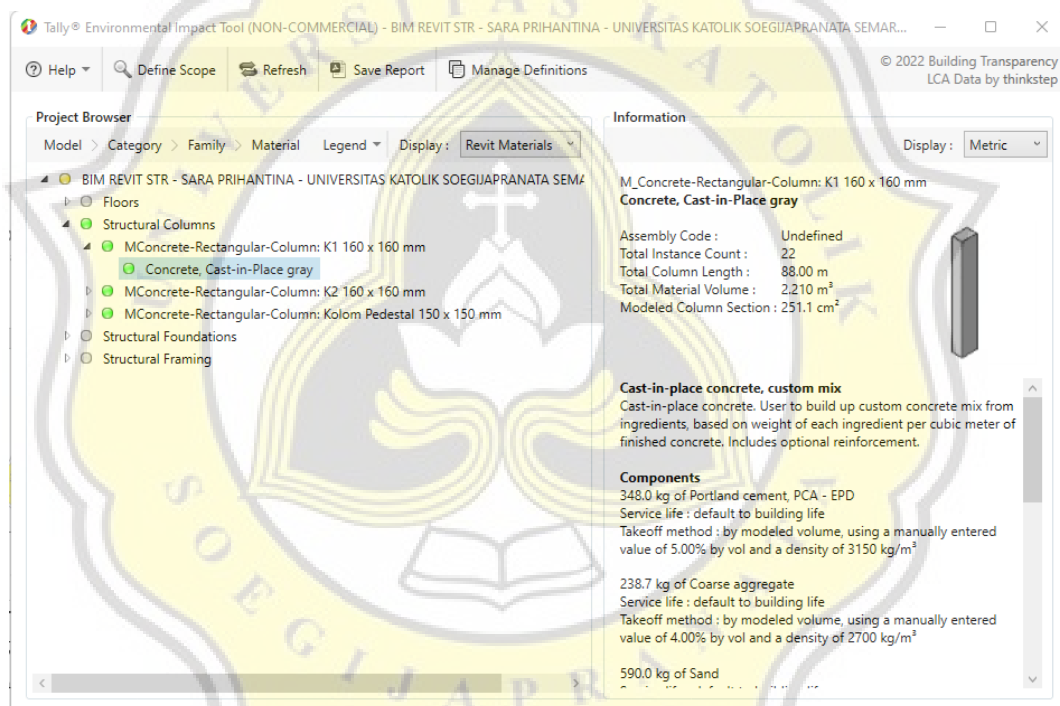 Tally® Environmental Impact Tool (NON-COMMERCIAL) - BIM REVIT STR - SARA PRIHANTINA - UNIVERSITAS KATOLIK SOEGIJAPRANATA SEMAR...
Help
Define Scope
Refresh
Save Report
Manage Definitions
© 2022 Building Transparency
LCA Data by thinkstep
Project Browser
Model > Category > Family > Material
Legend
Display :
Revit Materials
BIM REVIT STR - SARA PRIHANTINA - UNIVERSITAS KATOLIK SOEGIJAPRANATA SEMA
Floors
Structural Columns
MConcrete-Rectangular-Column: K1 160 x 160 mm
Concrete, Cast-in-Place gray
MConcrete-Rectangular-Column: K2 160 x 160 mm
MConcrete-Rectangular-Column: Kolom Pedestal 150 x 150 mm
Structural Foundations
Structural Framing
Information
Display :
Metric
M_Concrete-Rectangular-Column: K1 160 x 160 mm
Concrete, Cast-in-Place gray
Assembly Code : Undefined
Total Instance Count : 22
Total Column Length : 88.00 m
Total Material Volume : 2.210 m³
Modeled Column Section : 251.1 cm²
Cast-in-place concrete, custom mix
Cast-in-place concrete. User to build up custom concrete mix from
ingredients, based on weight of each ingredient per cubic meter of
finished concrete. Includes optional reinforcement.
Components
348.0 kg of Portland cement, PCA - EPD
Service life : default to building life
Takeoff method : by modeled volume, using a manually entered
value of 5.00% by vol and a density of 3150 kg/m³
238.7 kg of Coarse aggregate
Service life : default to building life
Takeoff method : by modeled volume, using a manually entered
value of 4.00% by vol and a density of 2700 kg/m³
590.0 kg of Sand
SOEGIJAPRANATA